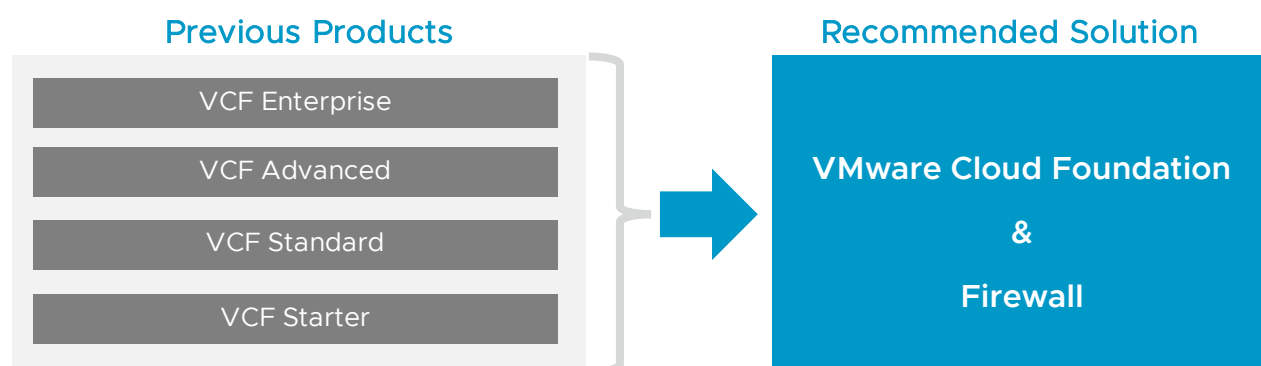 Previous Products
Recommended Solution
VCF Enterprise
VCF Advanced
VCF Standard
VCF Starter
VMware Cloud Foundation
&
Firewall